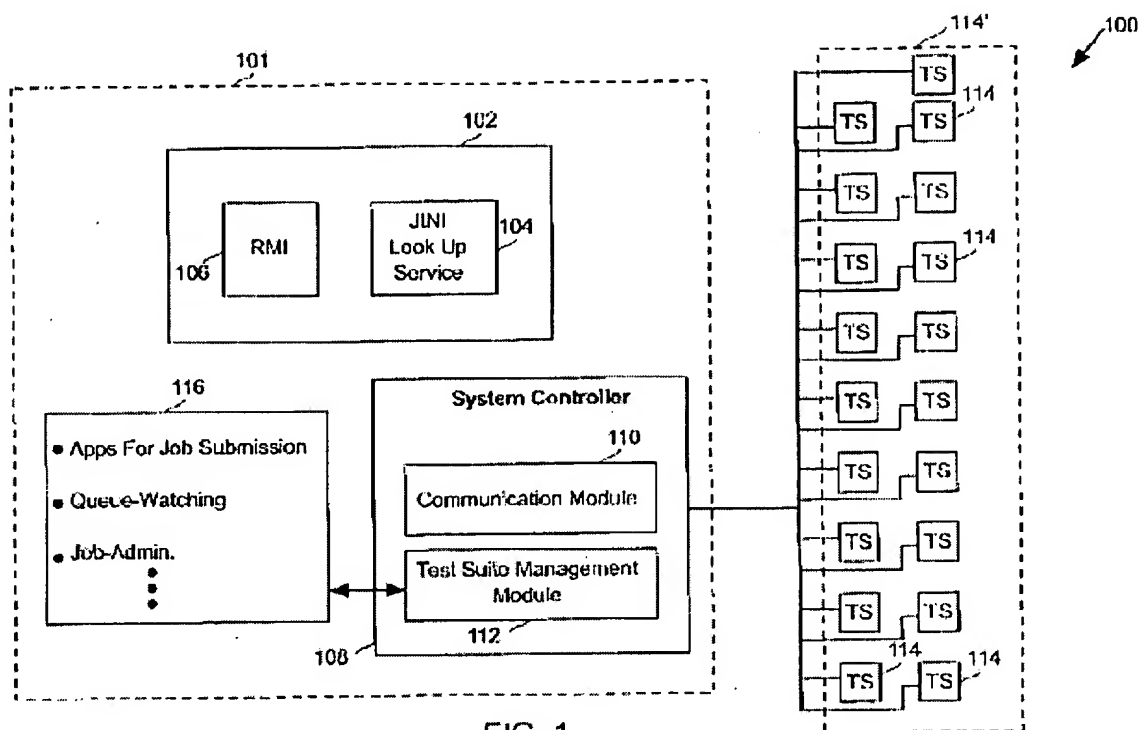 100
114'
101
TS
114
TS TS
102
TS TS
RMI
JINI
Look Up
Service
104
106
114
TS TS
TS TS
116
System Controller
TS TS
• Apps For Job Submission
110
• Queue-Watching
Communication Module
TS TS
• Job-Admin.
TS TS
Test Suite Management
Module
112
TS TS
108
114
114
TS TS
FIG. 1